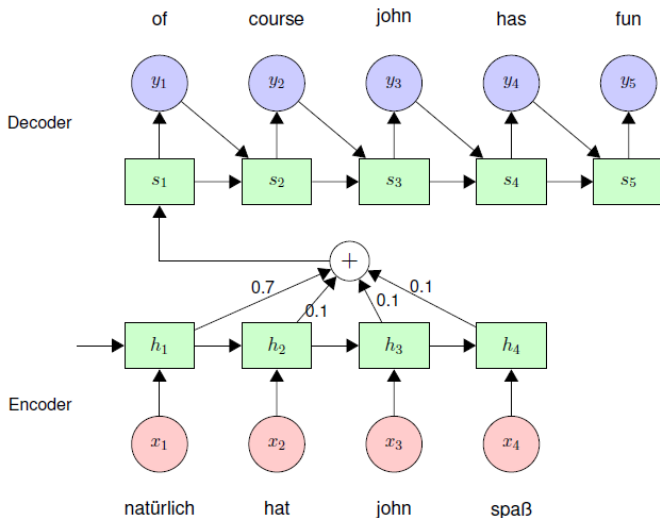 of course john has fun
y₁ y₂ y₃ y₄ y₅
Decoder
s₁ s₂ s₃ s₄ s₅
+
0.7 0.1 0.1 0.1
h₁ h₂ h₃ h₄
Encoder
x₁ x₂ x₃ x₄
natürlich hat john spaß